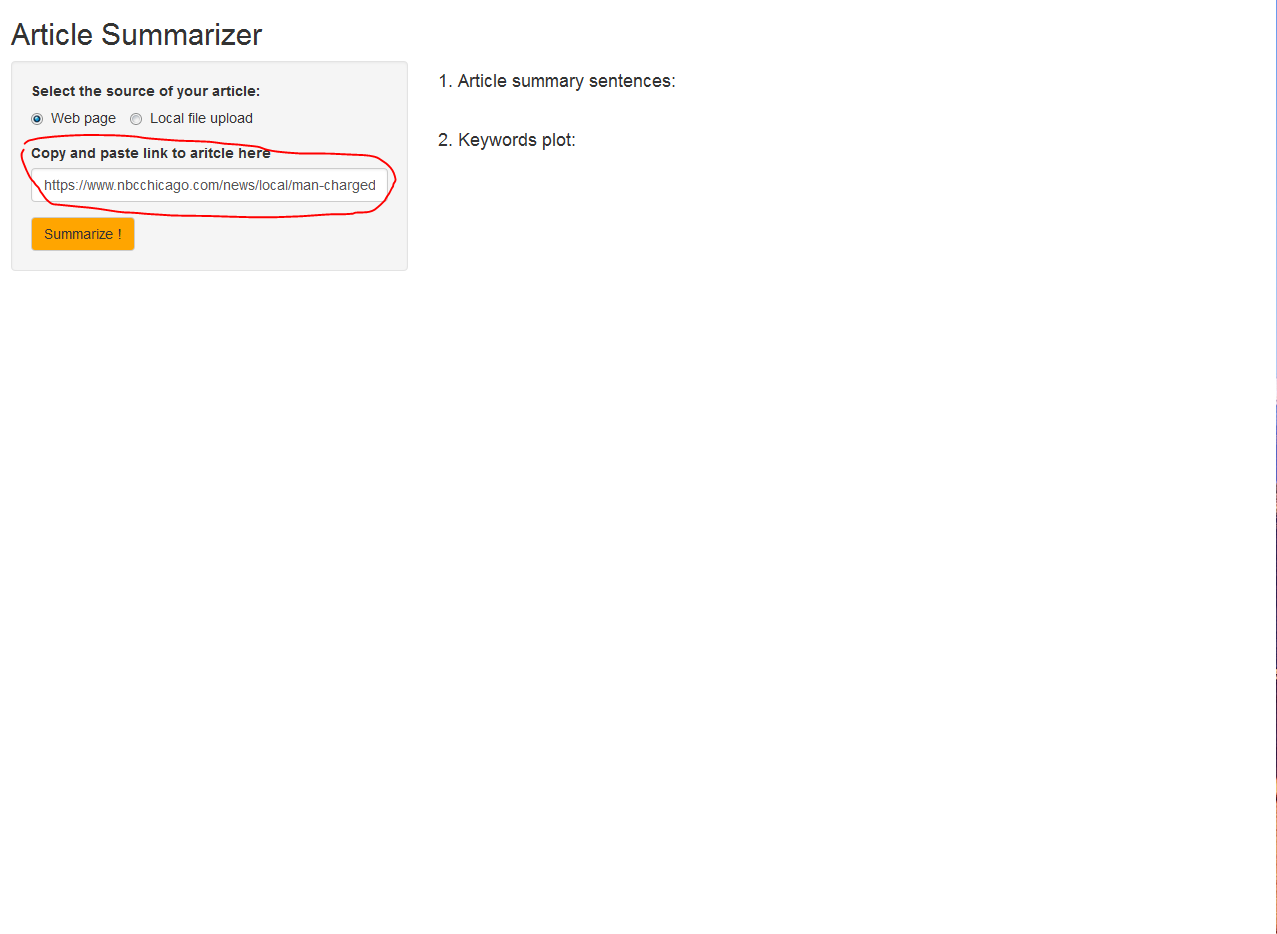 Article Summarizer
Select the source of your article:
Web page Local file upload
Copy and paste link to aritcle here
https://www.nbcchicago.com/news/local/man-charged
Summarize !
1. Article summary sentences:
2. Keywords plot: